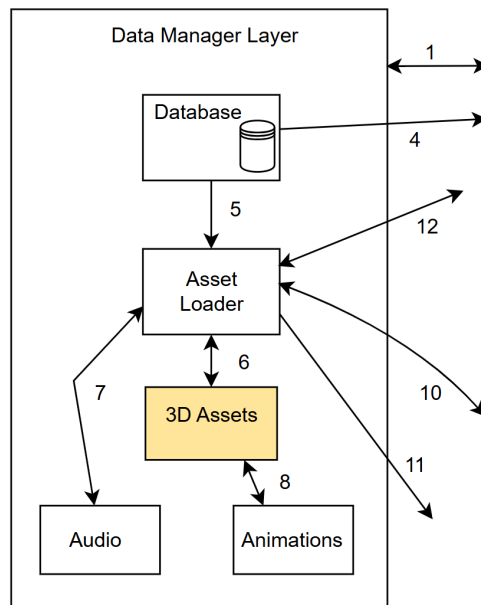 Data Manager Layer
1
Database
4
5
12
Asset
Loader
6
7
10
3D Assets
11
8
Audio
Animations